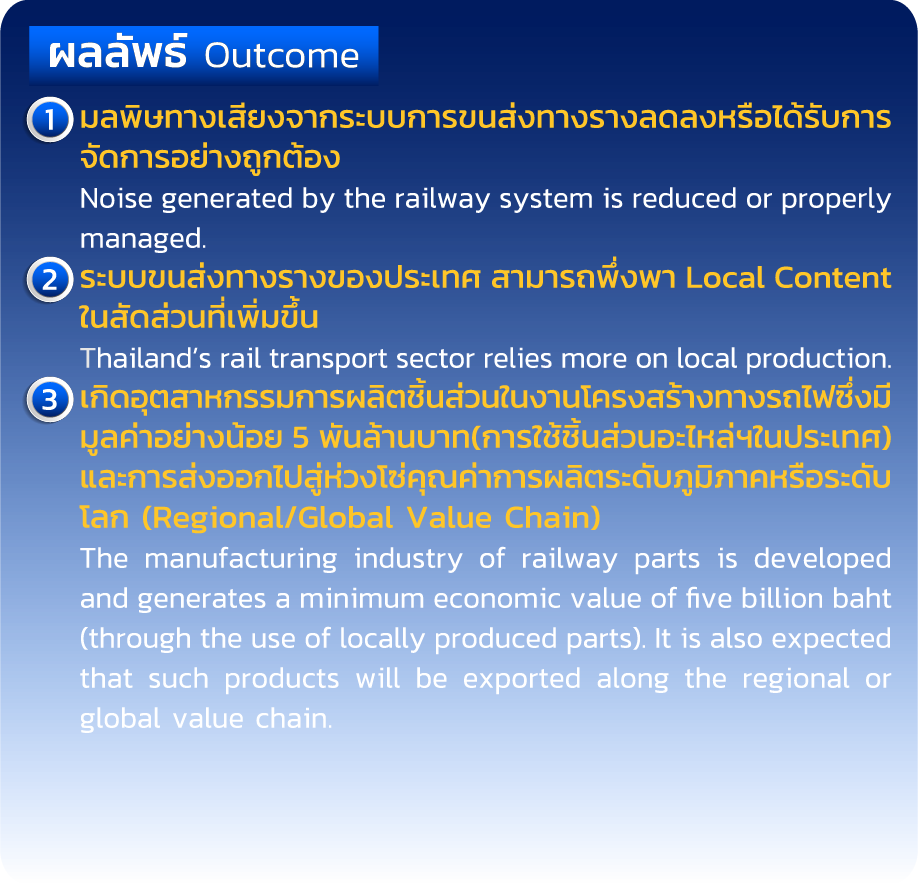 ผลลัพธ์ Outcome
1 มลพิษทางเสียงจากระบบการขนส่งทางรางลดลงหรือได้รับการ
จัดการอย่างถูกต้อง
Noise generated by the railway system is reduced or properly
managed.
2 ระบบขนส่งทางรางของประเทศ สามารถพึ่งพา Local Content
ในสัดส่วนที่เพิ่มขึ้น
Thailand’s rail transport sector relies more on local production.
3 เกิดอุตสาหกรรมการผลิตชิ้นส่วนในงานโครงสร้างทางรถไฟซึ่งมี
มูลค่าอย่างน้อย 5 พันล้านบาท(การใช้ชิ้นส่วนอะไหล่ฯในประเทศ)
และการส่งออกไปสู่ห่วงโซ่คุณค่าการผลิตระดับภูมิภาคหรือระดับ
โลก (Regional/Global Value Chain)
The manufacturing industry of railway parts is developed
and generates a minimum economic value of five billion baht
(through the use of locally produced parts). It is also expected
that such products will be exported along the regional or
global value chain.